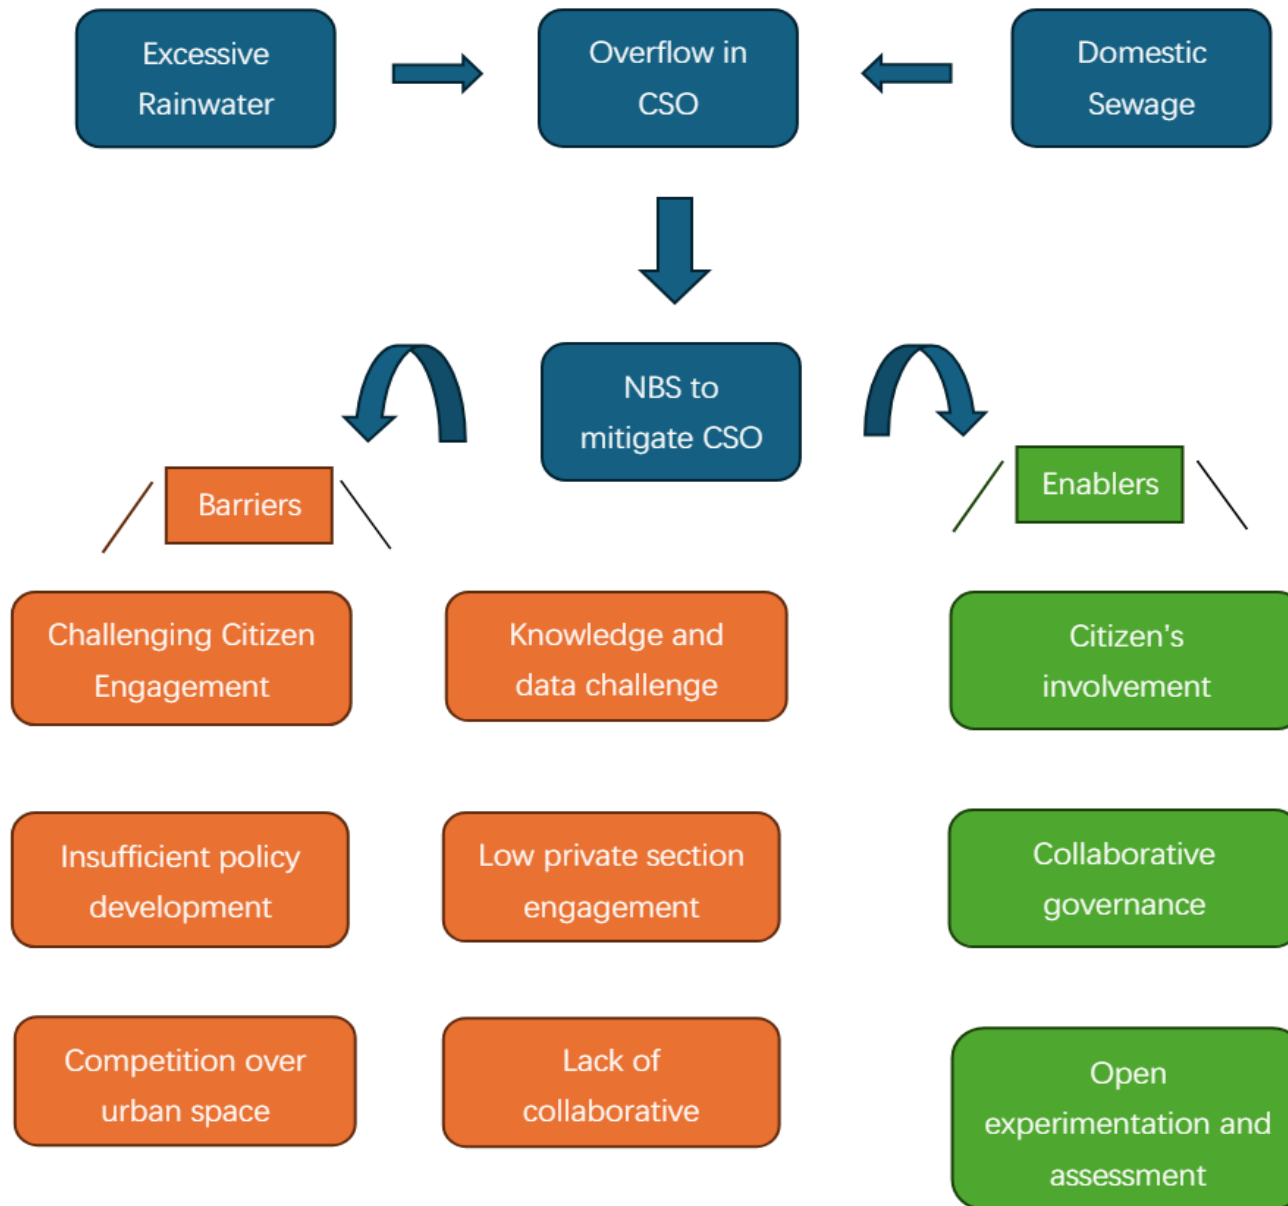 Excessive
Rainwater
Overflow in
CSO
Domestic
Sewage
NBS to
mitigate CSO
Barriers
Enablers
Challenging Citizen
Engagement
Knowledge and
data challenge
Citizen's
involvement
Insufficient policy
development
Low private section
engagement
Collaborative
governance
Competition over
urban space
Lack of
collaborative
Open
experimentation and
assessment